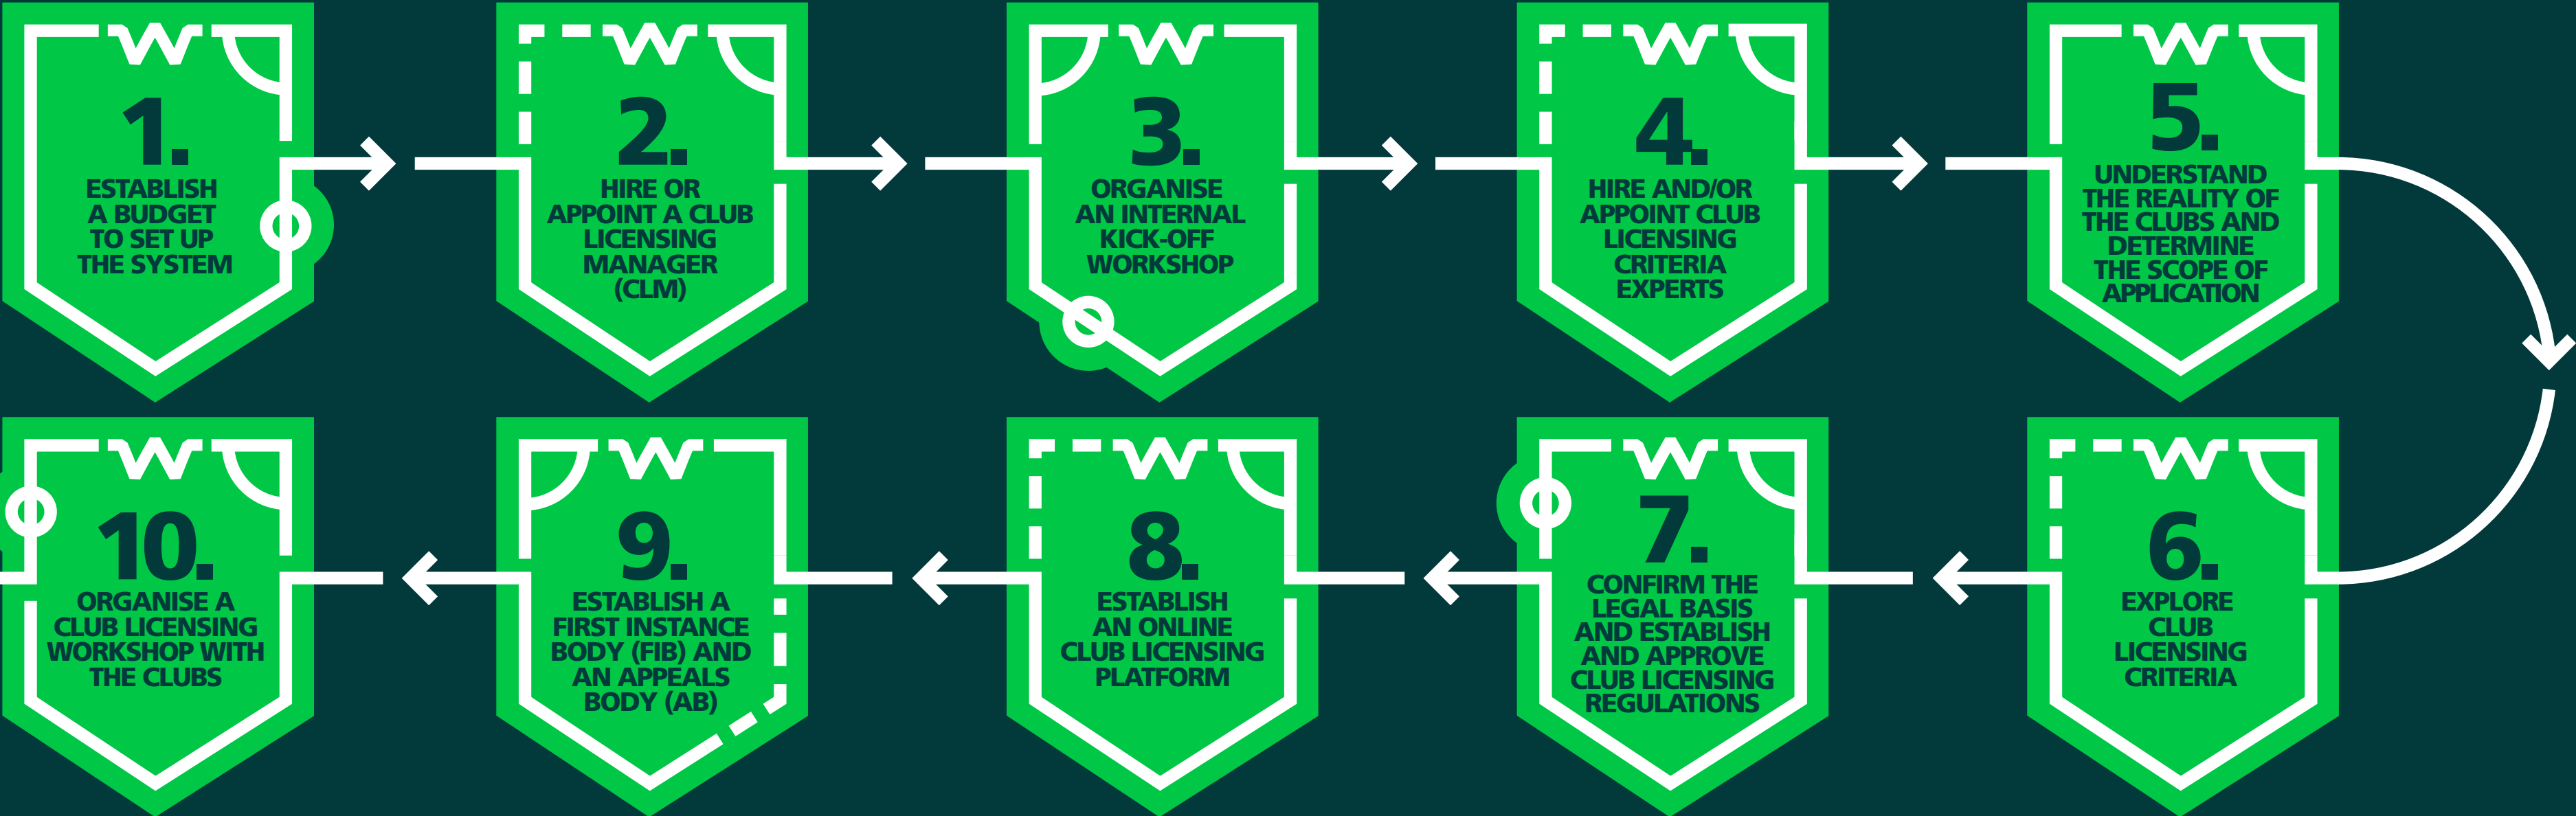 1.
ESTABLISH
A BUDGET
TO SET UP
THE SYSTEM
2.
HIRE OR
APPOINT A CLUB
LICENSING
MANAGER
(CLM)
3.
ORGANISE
AN INTERNAL
KICK-OFF
WORKSHOP
4.
HIRE AND/OR
APPOINT CLUB
LICENSING
CRITERIA
EXPERTS
5.
UNDERSTAND
THE REALITY OF
THE CLUBS AND
DETERMINE
THE SCOPE OF
APPLICATION
6.
EXPLORE
CLUB
LICENSING
CRITERIA
7.
CONFIRM THE
LEGAL BASIS
AND ESTABLISH
AND APPROVE
CLUB LICENSING
REGULATIONS
8.
ESTABLISH
AN ONLINE
CLUB LICENSING
PLATFORM
9.
ESTABLISH A
FIRST INSTANCE
BODY (FIB) AND
AN APPEALS
BODY (AB)
10.
ORGANISE A
CLUB LICENSING
WORKSHOP WITH
THE CLUBS